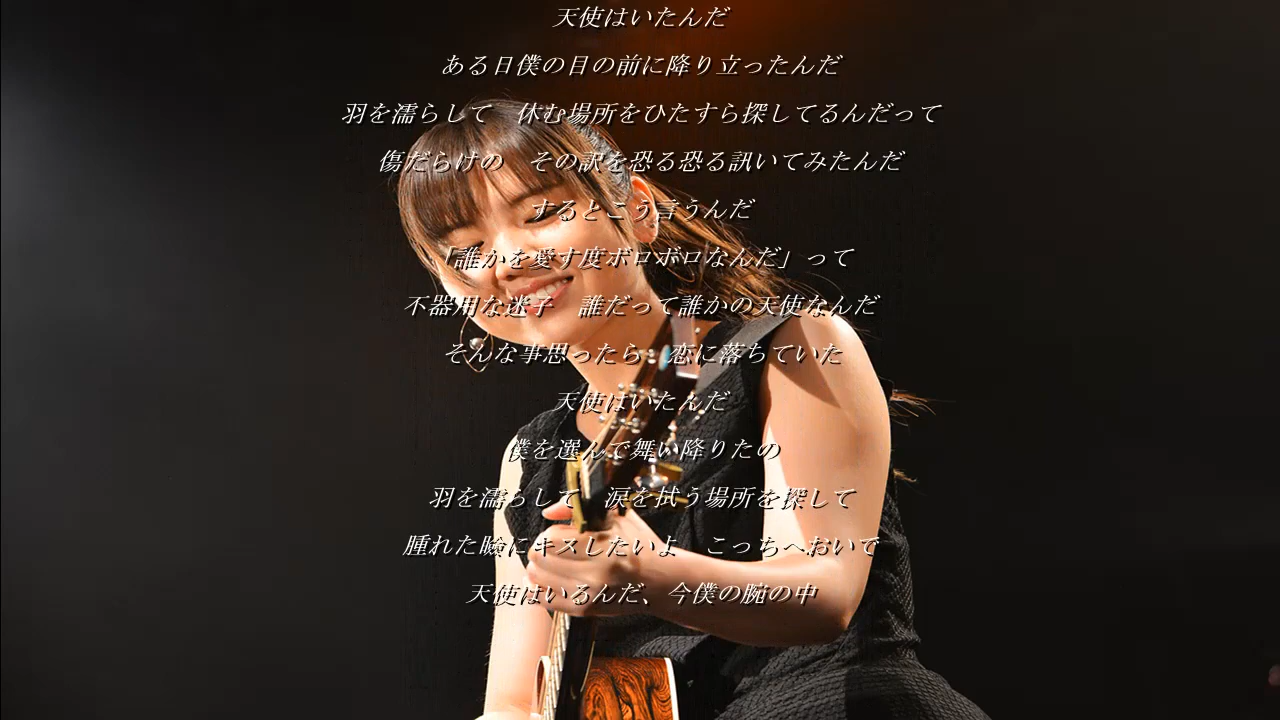 天使はいたんだ
ある日僕の目の前に降り立ったんだ
羽を濡らして　休む場所をひたすら探してるんだって
傷だらけの　その訳を恐る恐る訊いてみたんだ
するとこう言うんだ
「誰かを愛す度ボロボロなんだ」って
不器用な迷子　誰だって誰かの天使なんだ
そんな事思ったら　恋に落ちていた
天使はいたんだ
僕を選んで舞い降りたの
羽を濡らして　涙を拭う場所を探して
腫れた瞼にキスしたいよ　こっちへおいで
天使はいるんだ、今僕の腕の中